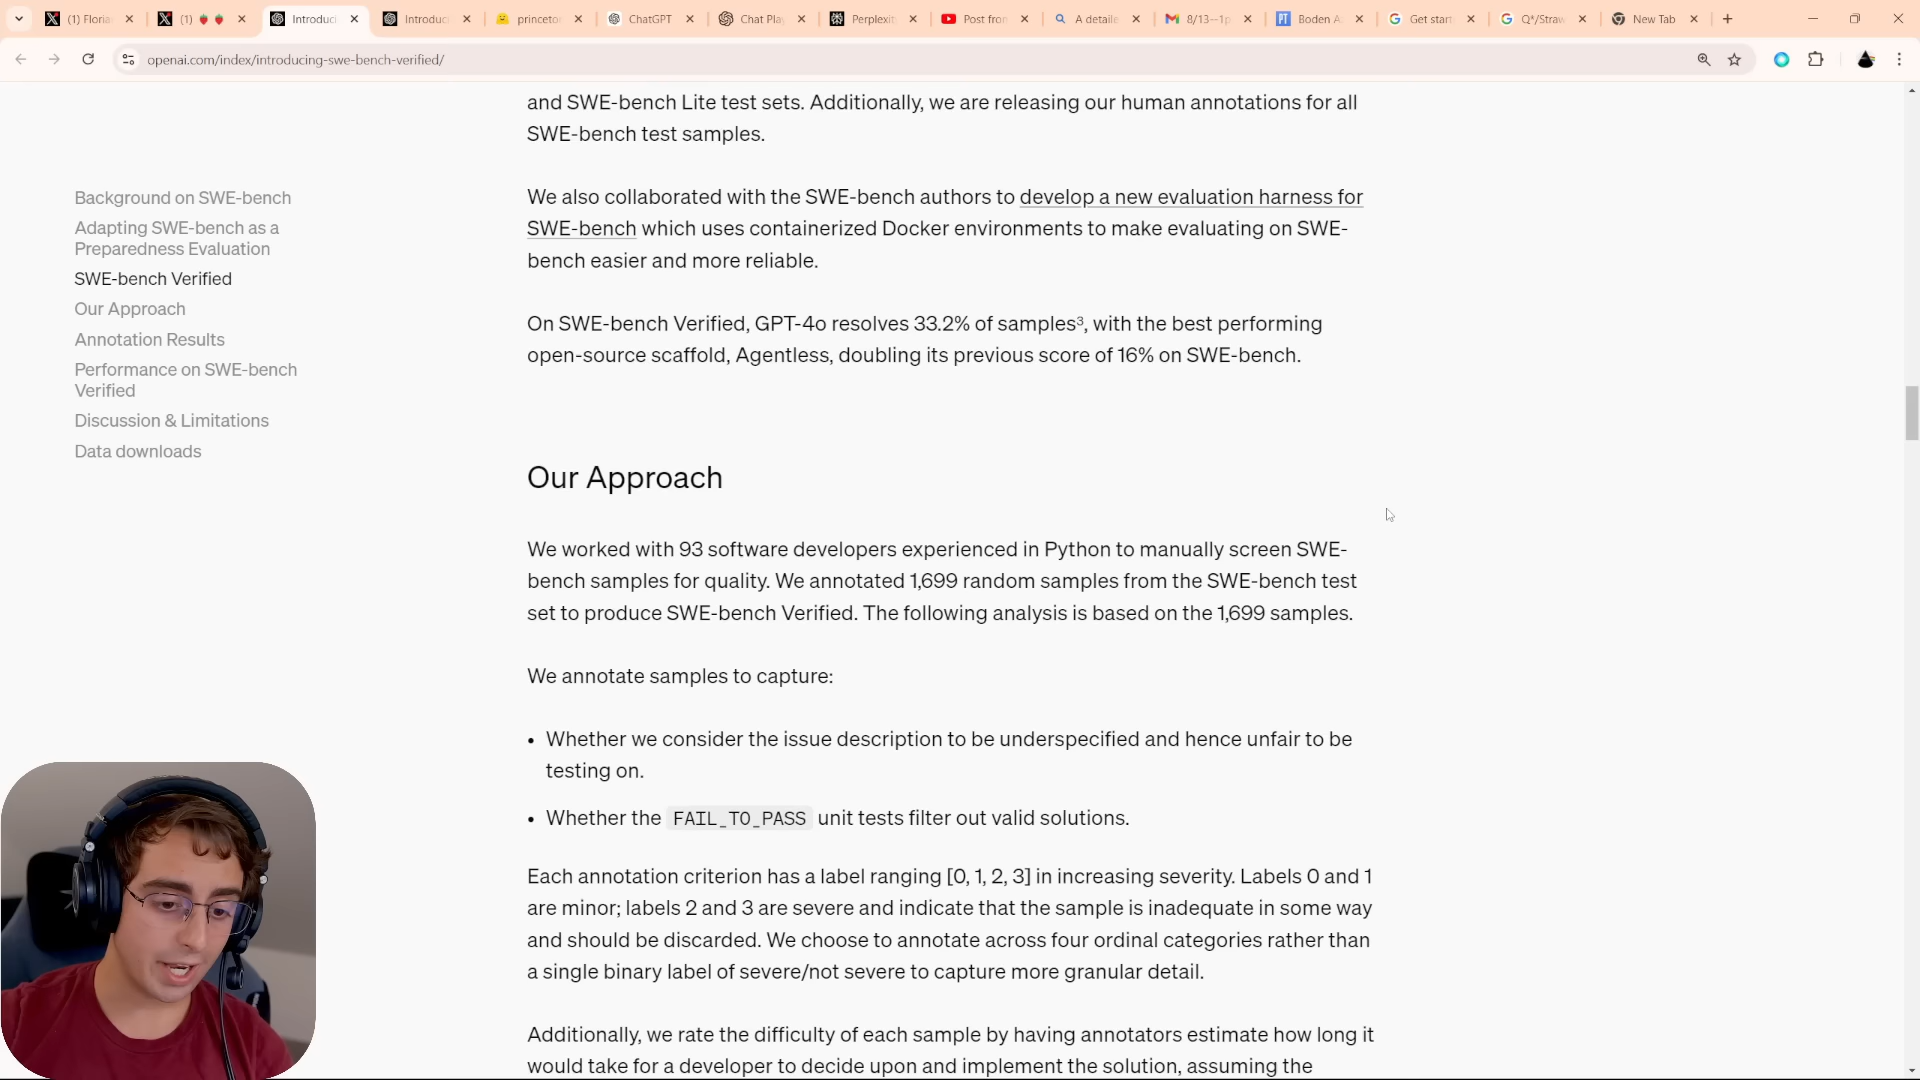 (1) Floria
(1)
Introduci
Introduci
princeto
ChatGPT
Chat Play
Perplexit
Post fron
A detaile
8/13—1p
Boden A
Get start
Q*/Straw
New Tab
openai.com/index/introducing-swe-bench-verified/
Background on SWE-bench
Adapting SWE-bench as a
Preparedness Evaluation
SWE-bench Verified
Our Approach
Annotation Results
Performance on SWE-bench
Verified
Discussion & Limitations
Data downloads
and SWE-bench Lite test sets. Additionally, we are releasing our human annotations for all
SWE-bench test samples.
We also collaborated with the SWE-bench authors to develop a new evaluation harness for
SWE-bench which uses containerized Docker environments to make evaluating on SWE-
bench easier and more reliable.
On SWE-bench Verified, GPT-4o resolves 33.2% of samples³, with the best performing
open-source scaffold, Agentless, doubling its previous score of 16% on SWE-bench.
Our Approach
We worked with 93 software developers experienced in Python to manually screen SWE-
bench samples for quality. We annotated 1,699 random samples from the SWE-bench test
set to produce SWE-bench Verified. The following analysis is based on the 1,699 samples.
We annotate samples to capture:
• Whether we consider the issue description to be underspecified and hence unfair to be
testing on.
• Whether the FAIL_TO_PASS unit tests filter out valid solutions.
Each annotation criterion has a label ranging [0, 1, 2, 3] in increasing severity. Labels 0 and 1
are minor; labels 2 and 3 are severe and indicate that the sample is inadequate in some way
and should be discarded. We choose to annotate across four ordinal categories rather than
a single binary label of severe/not severe to capture more granular detail.
Additionally, we rate the difficulty of each sample by having annotators estimate how long it
would take for a developer to decide upon and implement the solution, assuming the